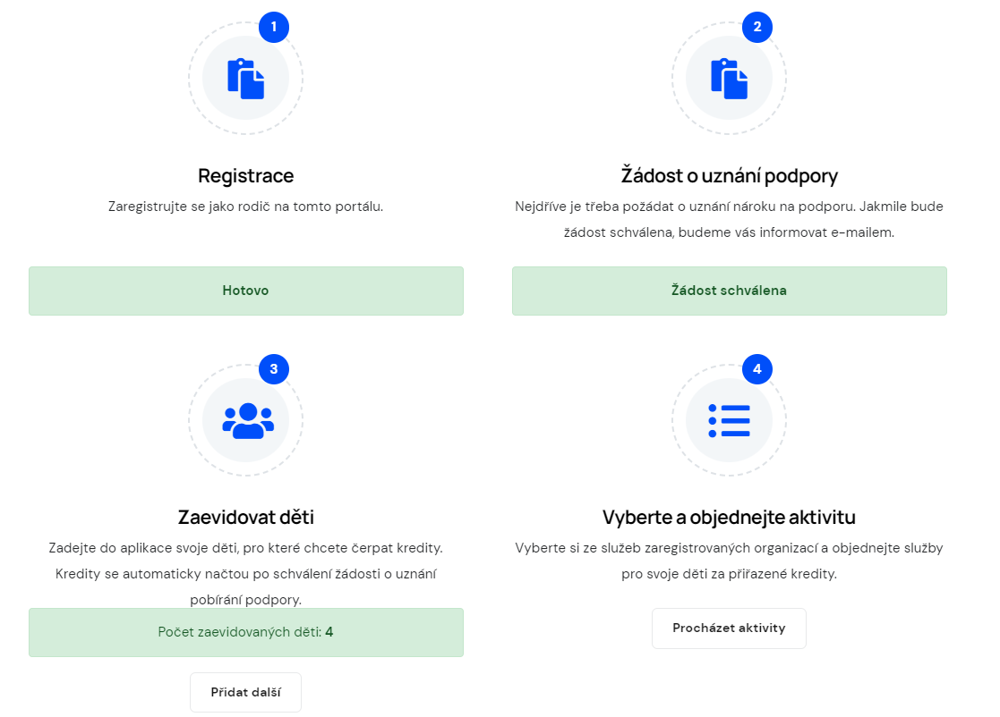 1
Registrace
Zaregistrujte se jako rodič na tomto portálu.
Hotovo
2
Žádost o uznání podpory
Nejdříve je třeba požádat o uznání nároku na podporu. Jakmile bude
žádost schválena, budeme vás informovat e-mailem.
Žádost schválena
3
Zaevidovat děti
Zadejte do aplikace svoje děti, pro které chcete čerpat kredity.
Kredity se automaticky načtou po schválení žádosti o uznání
pobírání podpory.
Počet zaevidovaných děti: 4
Přidat další
4
Vyberte a objednejte aktivitu
Vyberte si ze služeb zaregistrovaných organizací a objednejte služby
pro svoje děti za přiřazené kredity.
Procházet aktivity